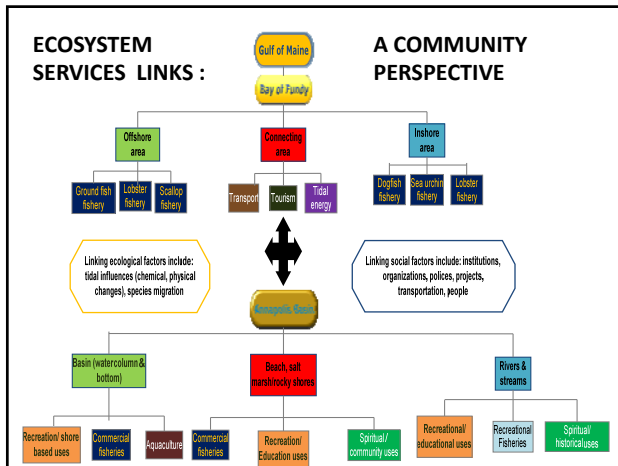 ECOSYSTEM
SERVICES LINKS :
A COMMUNITY
PERSPECTIVE
Gulf of Maine
Bay of Fundy
Offshore
area
Connecting
area
Inshore
area
Ground fish
fishery
Lobster
fishery
Scallop
fishery
Transport
Tourism
Tidal
energy
Dogfish
fishery
Sea urchin
fishery
Lobster
fishery
Linking ecological factors include:
tidal influences (chemical, physical
changes), species migration
Linking social factors include: institutions,
organizations, polices, projects,
transportation, people
Annapolis Basin
Basin (watercolumn &
bottom)
Beach, salt
marsh/rocky shores
Rivers &
streams
Recreation/ shore
based uses
Commercial
fisheries
Aquaculture
Commercial
fisheries
Recreation/
Education uses
Spiritual/
community uses
Recreational/
educational uses
Recreational
Fisheries
Spiritual/
historical uses